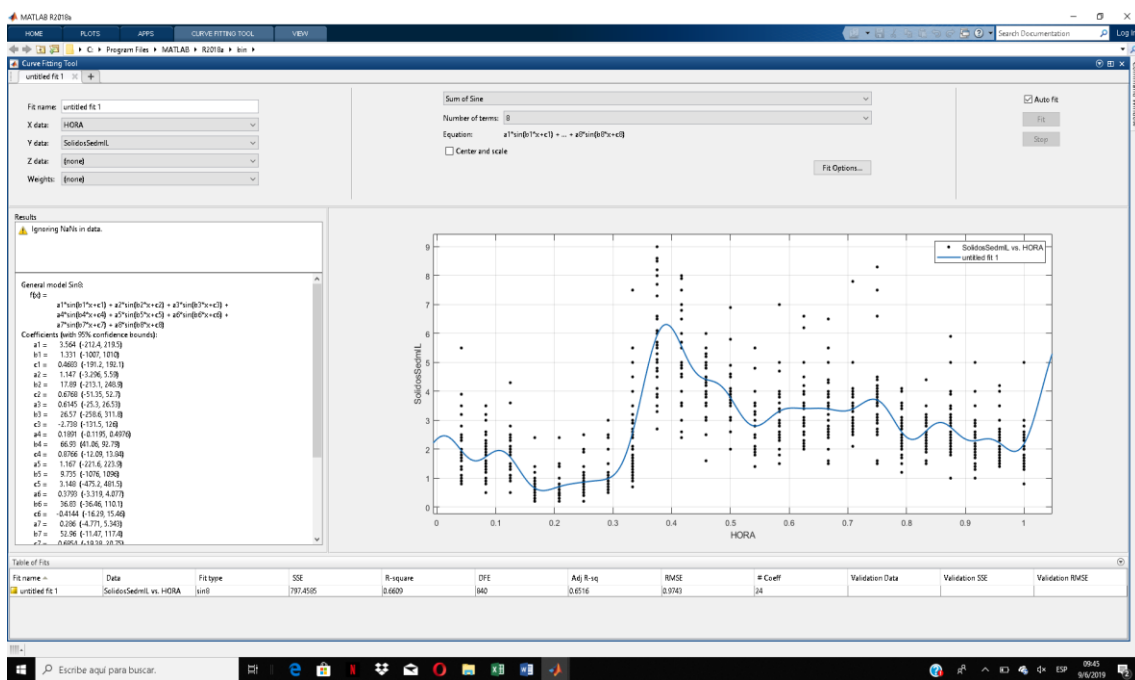 MATLAB R2018a
HOME PLOTS APPS CURVE FITTING TOOL VIEW Search Documentation Log In
C: Program Files MATLAB R2018a bin
Curve Fitting Tool
untitled fit 1
Fit name: untitled fit 1
X data: HORA
Y data: SolidosSedmlL
Z data: (none)
Weights: (none)
Sum of Sine
Number of terms: 8
Equation: a1*sin(b1*x+c1) + ... + a8*sin(b8*x+c8)
Center and scale
Fit Options...
Auto fit
Fit
Stop
Results
Ignoring NaNs in data.
General model Sin8:
f(x) =
a1*sin(b1*x+c1) + a2*sin(b2*x+c2) + a3*sin(b3*x+c3) +
a4*sin(b4*x+c4) + a5*sin(b5*x+c5) + a6*sin(b6*x+c6) +
a7*sin(b7*x+c7) + a8*sin(b8*x+c8)
Coefficients (with 95% confidence bounds):
a1 = 3.564 (-212.4, 219.5)
b1 = 1.331 (-1007, 1010)
c1 = 0.4683 (-191.2, 192.1)
a2 = 1.147 (-3.296, 5.59)
b2 = 17.89 (-213.1, 248.9)
c2 = 0.6768 (-51.35, 52.7)
a3 = 0.6145 (-25.3, 26.53)
b3 = 26.57 (-258.6, 311.8)
c3 = -2.738 (-131.5, 126)
a4 = 0.1891 (-0.1195, 0.4976)
b4 = 66.93 (41.06, 92.79)
c4 = 0.8766 (-12.09, 13.84)
a5 = 1.167 (-221.6, 223.9)
b5 = 9.735 (-1076, 1096)
c5 = 3.148 (-475.2, 481.5)
a6 = 0.3793 (-3.319, 4.077)
b6 = 36.83 (-36.46, 110.1)
c6 = -0.4144 (-16.29, 15.46)
a7 = 0.286 (-4.771, 5.343)
b7 = 52.96 (-11.47, 117.4)
SolidosSedmlL vs. HORA
untitled fit 1
9
8
7
6
5
4
3
2
1
0
SolidosSedmlL
0 0.1 0.2 0.3 0.4 0.5 0.6 0.7 0.8 0.9 1
HORA
Table of Fits
Fit name Data Fit type SSE R-square DFE Adj R-sq RMSE # Coeff Validation Data Validation SSE Validation RMSE
untitled fit 1 SolidosSedmlL vs. HORA sin8 797.4585 0.6609 840 0.6516 0.9743 24
Escribe aquí para buscar.
ESP
09:45
9/6/2019